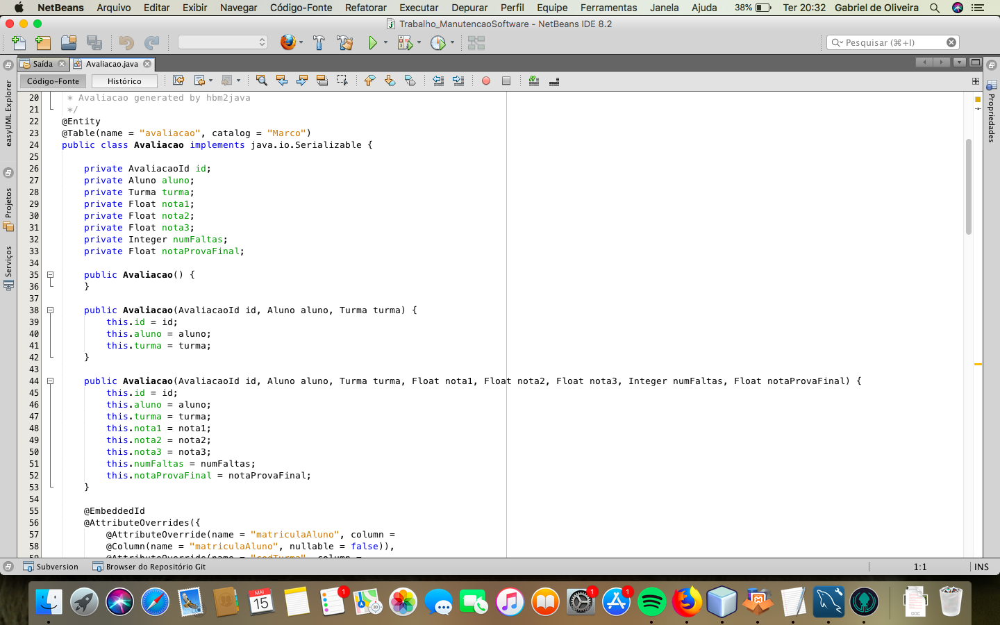 NetBeans Arquivo Editar Exibir Navegar Código-Fonte Refatorar Executar Depurar Perfil Equipe Ferramentas Janela Ajuda 38% Ter 20:32 Gabriel de Oliveira
Trabalho_ManutencaoSoftware - NetBeans IDE 8.2
Pesquisar (⌘+I)
Saída Avaliacao.java
Código-Fonte Histórico
easyUML Explorer
Projetos
Serviços
Propriedades
20 * Avaliacao generated by hbm2java
21 */
22 @Entity
23 @Table(name = "avaliacao", catalog = "Marco")
24 public class Avaliacao implements java.io.Serializable {
25
26 private AvaliacaoId id;
27 private Aluno aluno;
28 private Turma turma;
29 private Float nota1;
30 private Float nota2;
31 private Float nota3;
32 private Integer numFaltas;
33 private Float notaProvaFinal;
34
35 public Avaliacao() {
36 }
37
38 public Avaliacao(AvaliacaoId id, Aluno aluno, Turma turma) {
39 this.id = id;
40 this.aluno = aluno;
41 this.turma = turma;
42 }
43
44 public Avaliacao(AvaliacaoId id, Aluno aluno, Turma turma, Float nota1, Float nota2, Float nota3, Integer numFaltas, Float notaProvaFinal) {
45 this.id = id;
46 this.aluno = aluno;
47 this.turma = turma;
48 this.nota1 = nota1;
49 this.nota2 = nota2;
50 this.nota3 = nota3;
51 this.numFaltas = numFaltas;
52 this.notaProvaFinal = notaProvaFinal;
53 }
54
55 @EmbeddedId
56 @AttributeOverrides({
57 @AttributeOverride(name = "matriculaAluno", column =
58 @Column(name = "matriculaAluno", nullable = false)),
59 @AttributeOverride(name = "codTurma", column =
Subversion Browser do Repositório Git 1:1 INS
MAI
15
1
3D
1
1
DOC